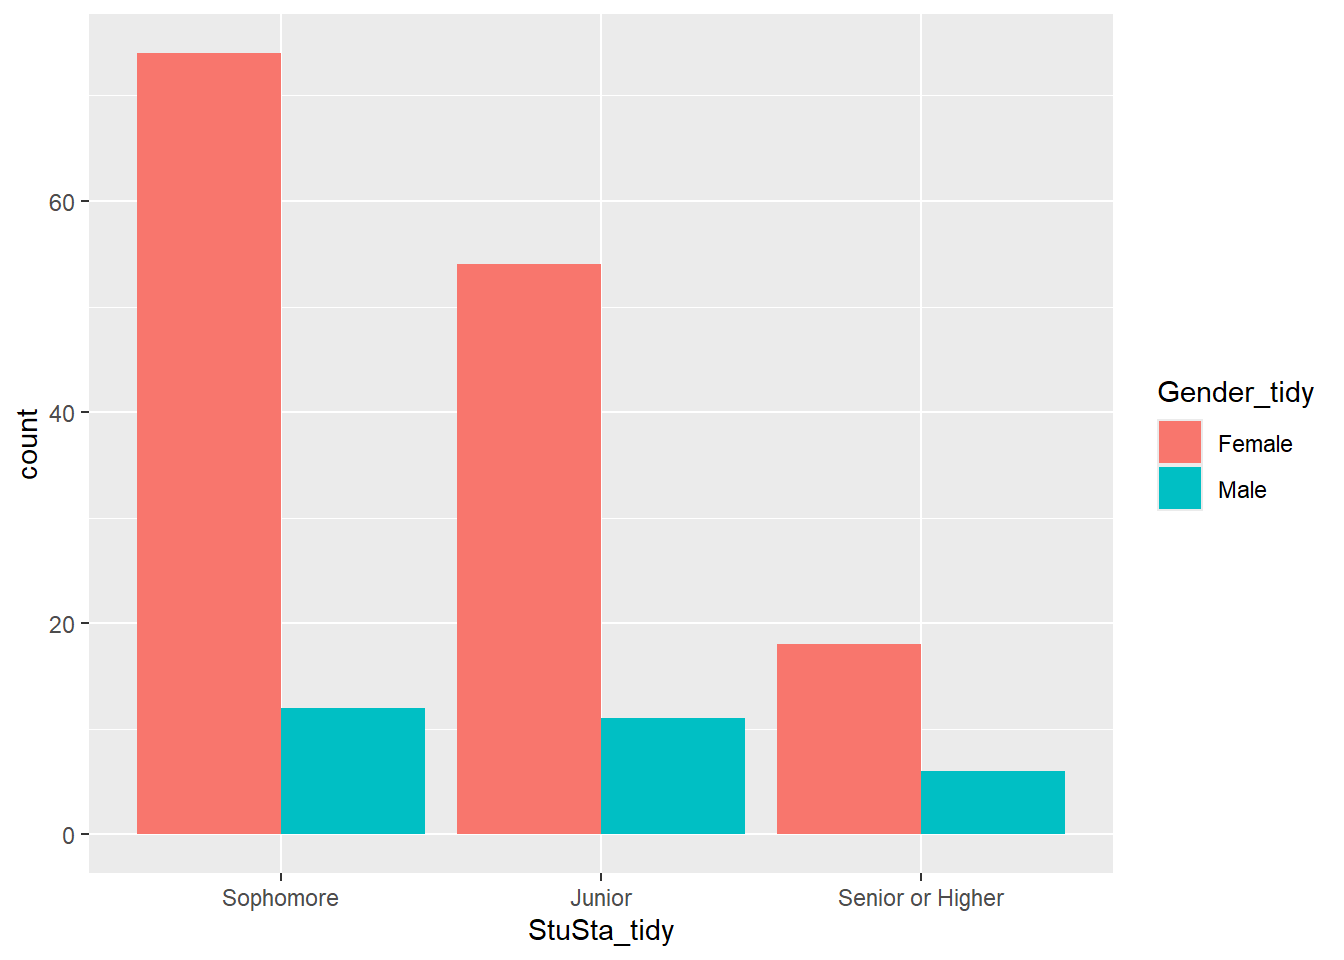 count
60
40
20
0
Sophomore
Junior
Senior or Higher
StuSta_tidy
Gender_tidy
Female
Male